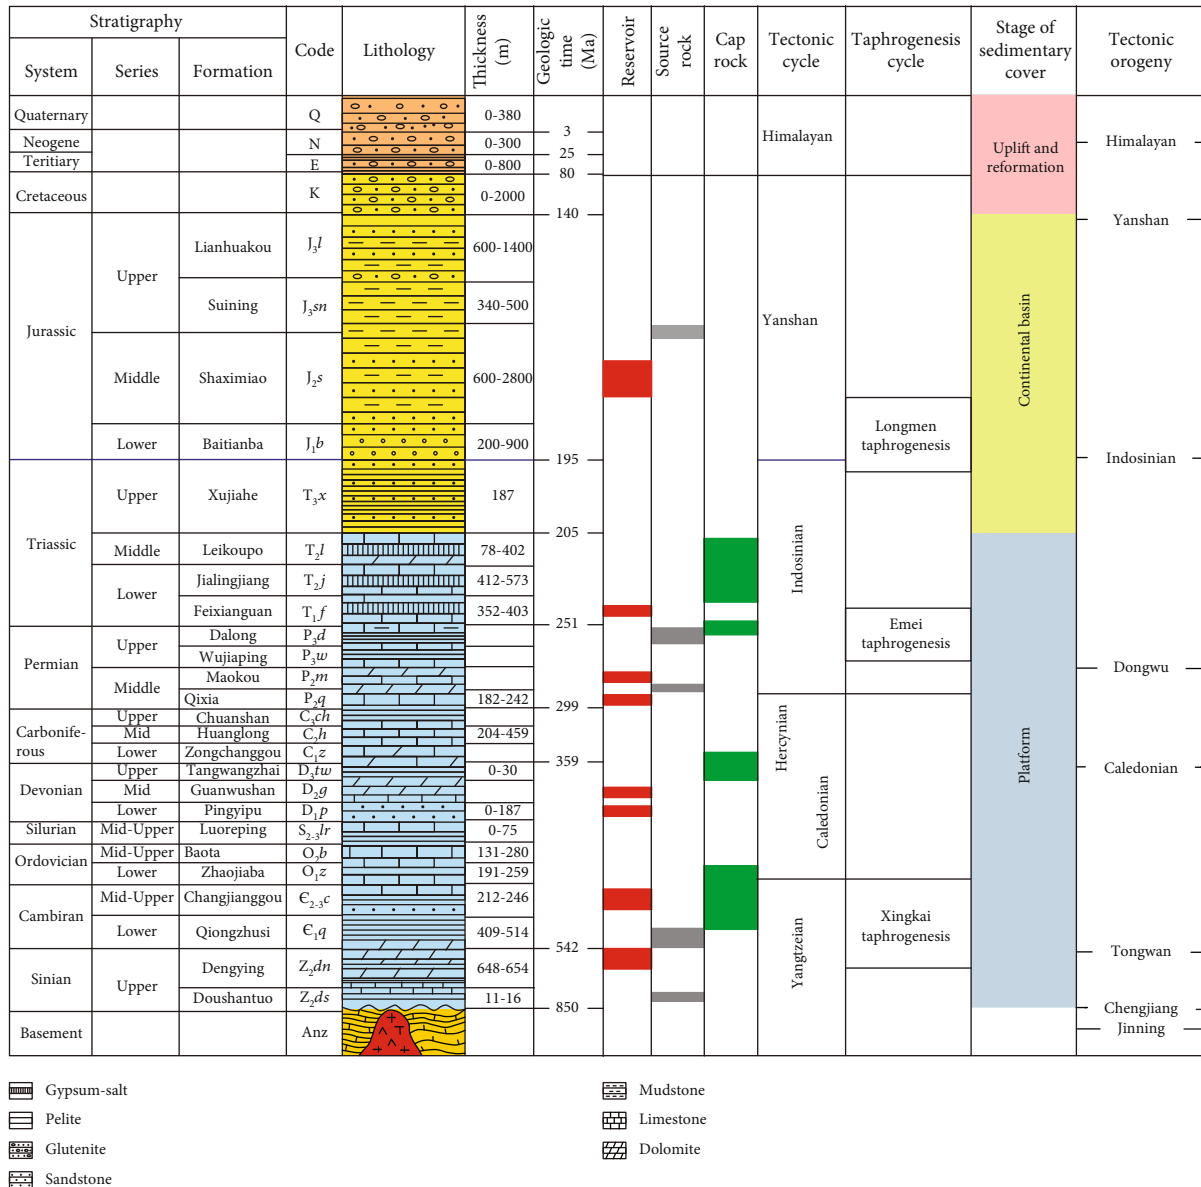 Stratigraphy
System
Series
Formation
Code
Lithology
Thickness
(m)
Geologic
time
(Ma)
Reservoir
Source
rock
Cap
rock
Tectonic
cycle
Taphrogenesis
cycle
Stage of
sedimentary
cover
Tectonic
orogeny
Quaternary
Q
0-380
3
Neogene
N
0-300
25
Teritiary
E
0-800
80
Cretaceous
K
0-2000
140
Himalayan
Uplift and
reformation
Himalayan
Yanshan
Jurassic
Upper
Lianhuakou
J₃l
600-1400
Suining
J₃sn
340-500
Middle
Shaximiao
J₂s
600-2800
Lower
Baitianba
J₁b
200-900
195
Yanshan
Longmen
taphrogenesis
Continental basin
Indosinian
Triassic
Upper
Xujiahe
T₃x
187
205
Middle
Leikoupo
T₂l
78-402
Lower
Jialingjiang
T₂j
412-573
Feixianguan
T₁f
352-403
251
Indosinian
Emei
taphrogenesis
Permian
Upper
Dalong
P₃d
Wujiaping
P₃w
Middle
Maokou
P₂m
Qixia
P₂q
182-242
299
Dongwu
Carbonife-
rous
Upper
Chuanshan
C₃ch
Mid
Huanglong
C₂h
204-459
Lower
Zongchanggou
C₁z
359
Hercynian
Platform
Caledonian
Devonian
Upper
Tangwangzhai
D₃tw
0-30
Mid
Guanwushan
D₂g
Lower
Pingyipu
D₁p
0-187
Caledonian
Silurian
Mid-Upper
Luoreping
S₂₋₃lr
0-75
Ordovician
Mid-Upper
Baota
O₂b
131-280
Lower
Zhaojiaba
O₁z
191-259
Cambiran
Mid-Upper
Changjianggou
Є₂₋₃c
212-246
Lower
Qiongzhusi
Є₁q
409-514
542
Yangtzeian
Xingkai
taphrogenesis
Tongwan
Sinian
Upper
Dengying
Z₂dn
648-654
Doushantuo
Z₂ds
11-16
850
Chengjiang
Jinning
Basement
Anz
Gypsum-salt
Pelite
Glutenite
Sandstone
Mudstone
Limestone
Dolomite